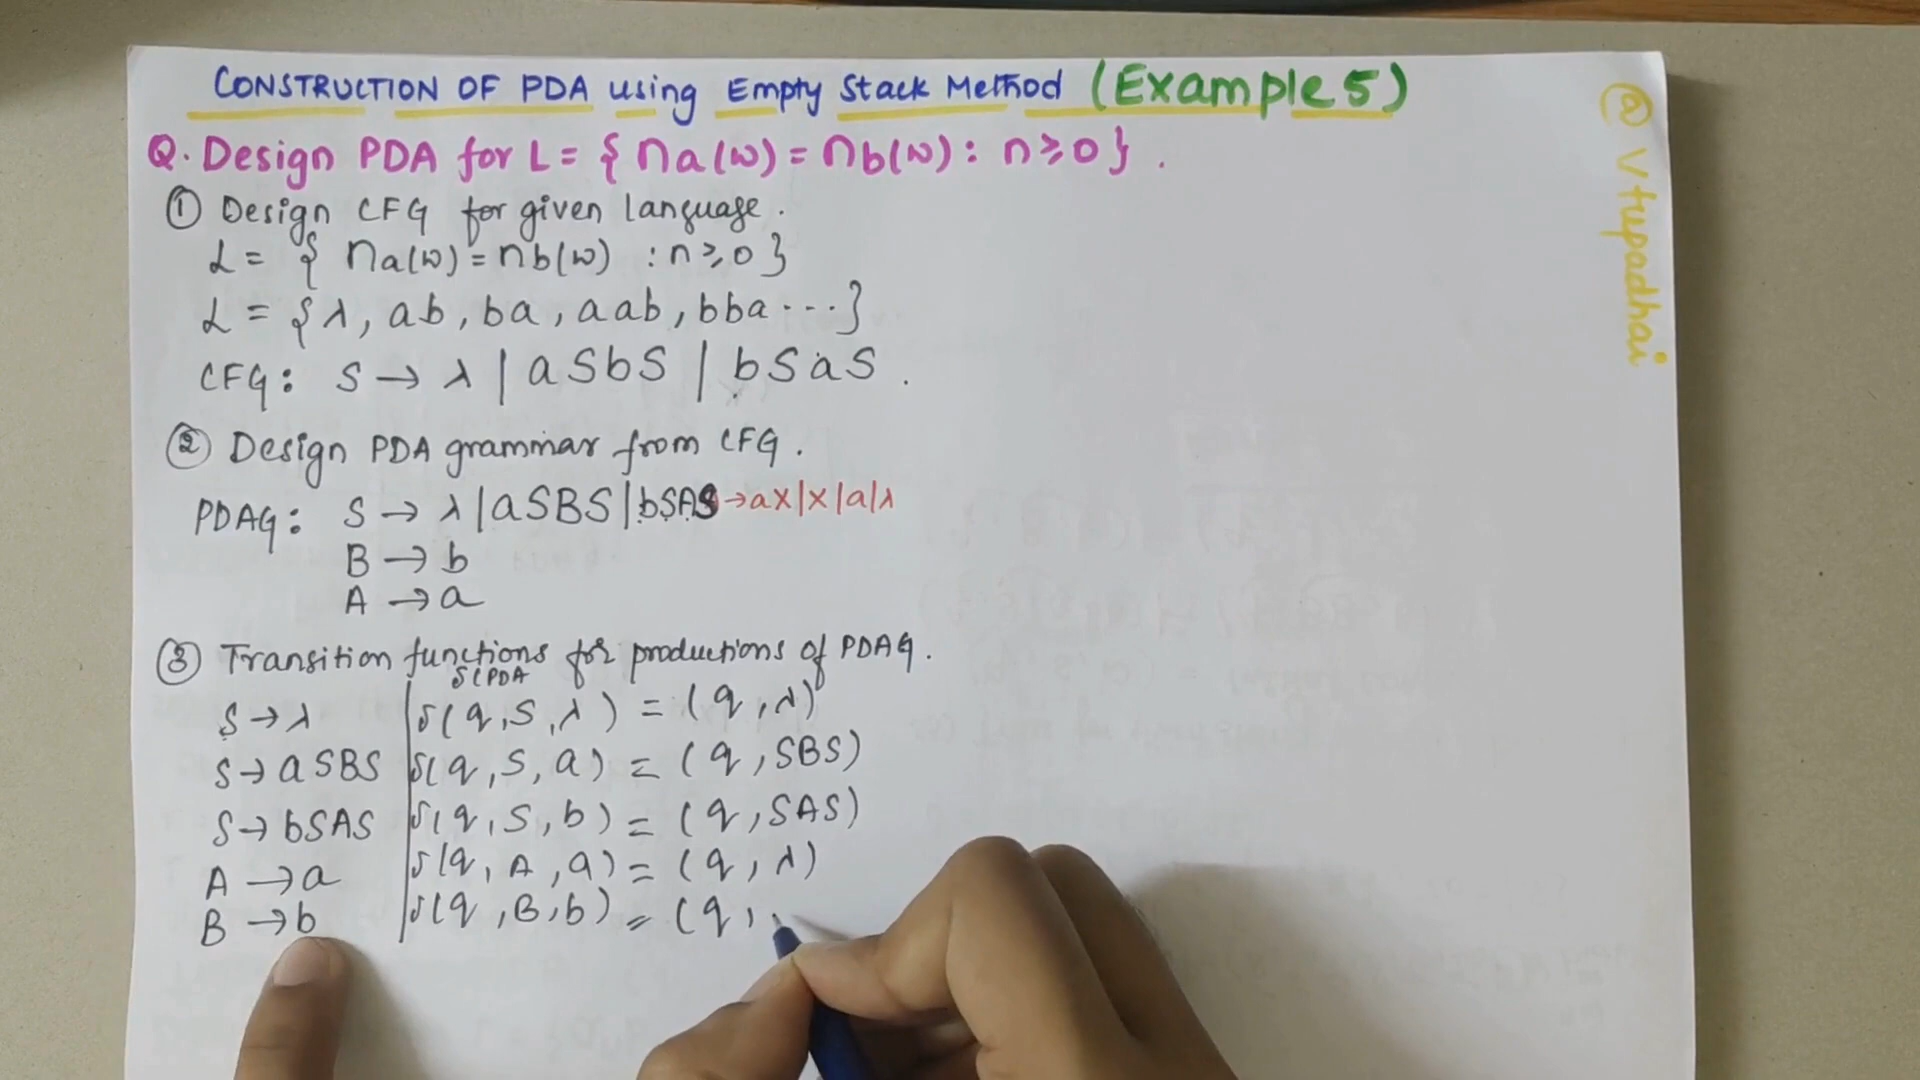 CONSTRUCTION OF PDA using Empty Stack Method (Example 5)
Q. Design PDA for L = { na(w) = nb(w) : n ≥ 0 } .
① Design CFG for given language.
L = { na(w) = nb(w) : n ≥ 0 }
L = { λ, ab, ba, aab, bba ... }
CFG: S → λ | aSbS | bSaS .
② Design PDA grammar from CFG.
PDAG: S → λ | aSBS | bSAS → aX|X|a|λ
B → b
A → a
③ Transition functions for productions of PDAG.
δ(PDA
S → λ | δ(q, S, λ) = (q, λ)
S → aSBS | δ(q, S, a) = (q, SBS)
S → bSAS | δ(q, S, b) = (q, SAS)
A → a | δ(q, A, a) = (q, λ)
B → b | δ(q, B, b) = (q,
@ Vtupadhai